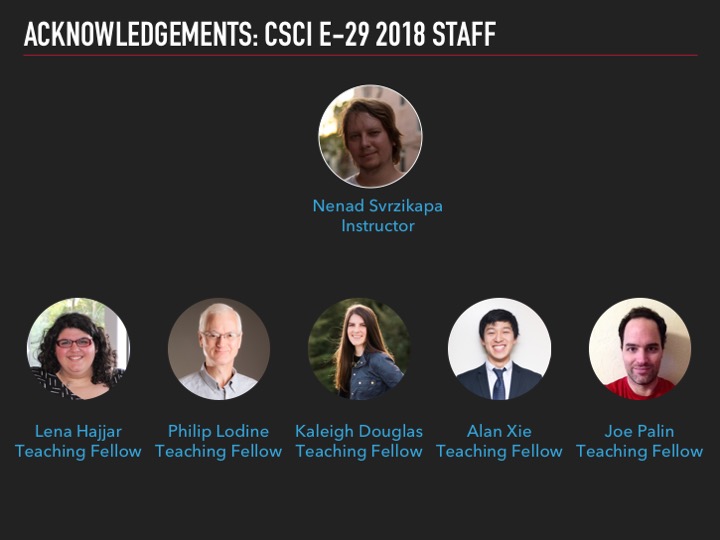 ACKNOWLEDGEMENTS: CSCI E-29 2018 STAFF
Nenad Svrzikapa
Instructor
Lena Hajjar
Teaching Fellow
Philip Lodine
Teaching Fellow
Kaleigh Douglas
Teaching Fellow
Alan Xie
Teaching Fellow
Joe Palin
Teaching Fellow